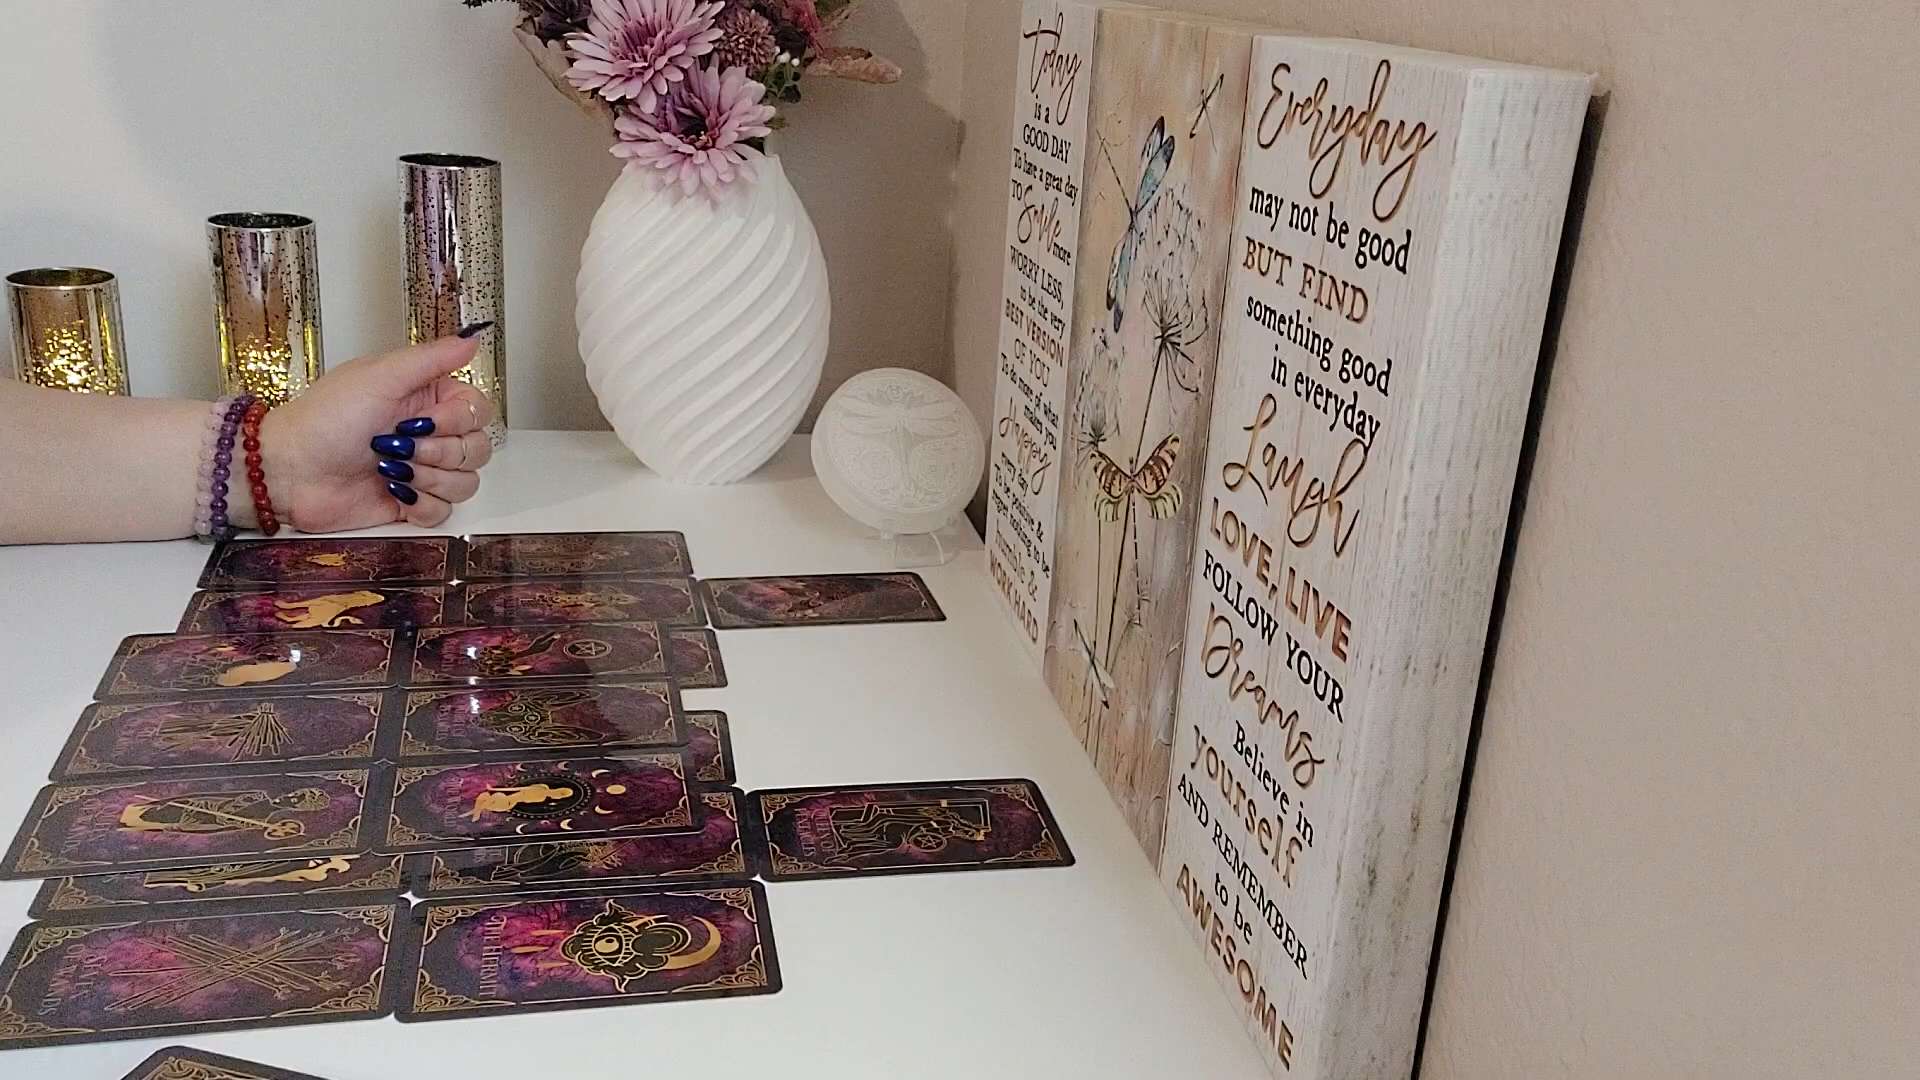 today
is a
GOOD DAY
To have a great day
TO Smile more
WORRY LESS,
to be the very
BEST VERSION
OF YOU
To do more of what
makes you
Happy
every day
To be positive &
regret nothing to be
humble &
WORK HARD
Everyday
may not be good
BUT FIND
something good
in everyday
Laugh
LOVE, LIVE
FOLLOW YOUR
Dreams
Believe in
yourself
AND REMEMBER
to be
AWESOME
THE HERMIT